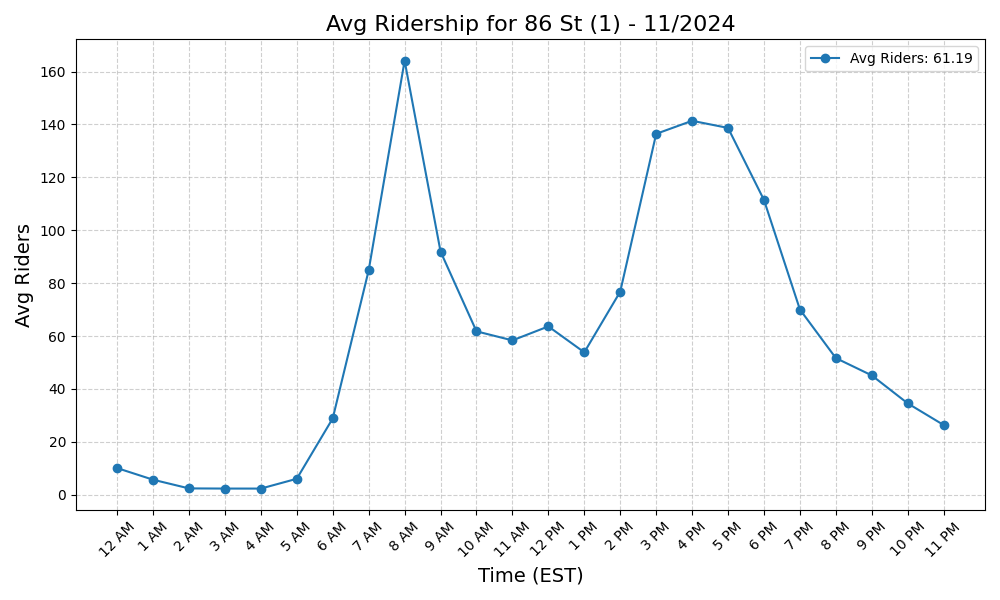 Avg Ridership for 86 St (1) - 11/2024
Avg Riders: 61.19
Avg Riders
160
140
120
100
80
60
40
20
0
12 AM
1 AM
2 AM
3 AM
4 AM
5 AM
6 AM
7 AM
8 AM
9 AM
10 AM
11 AM
12 PM
1 PM
2 PM
3 PM
4 PM
5 PM
6 PM
7 PM
8 PM
9 PM
10 PM
11 PM
Time (EST)